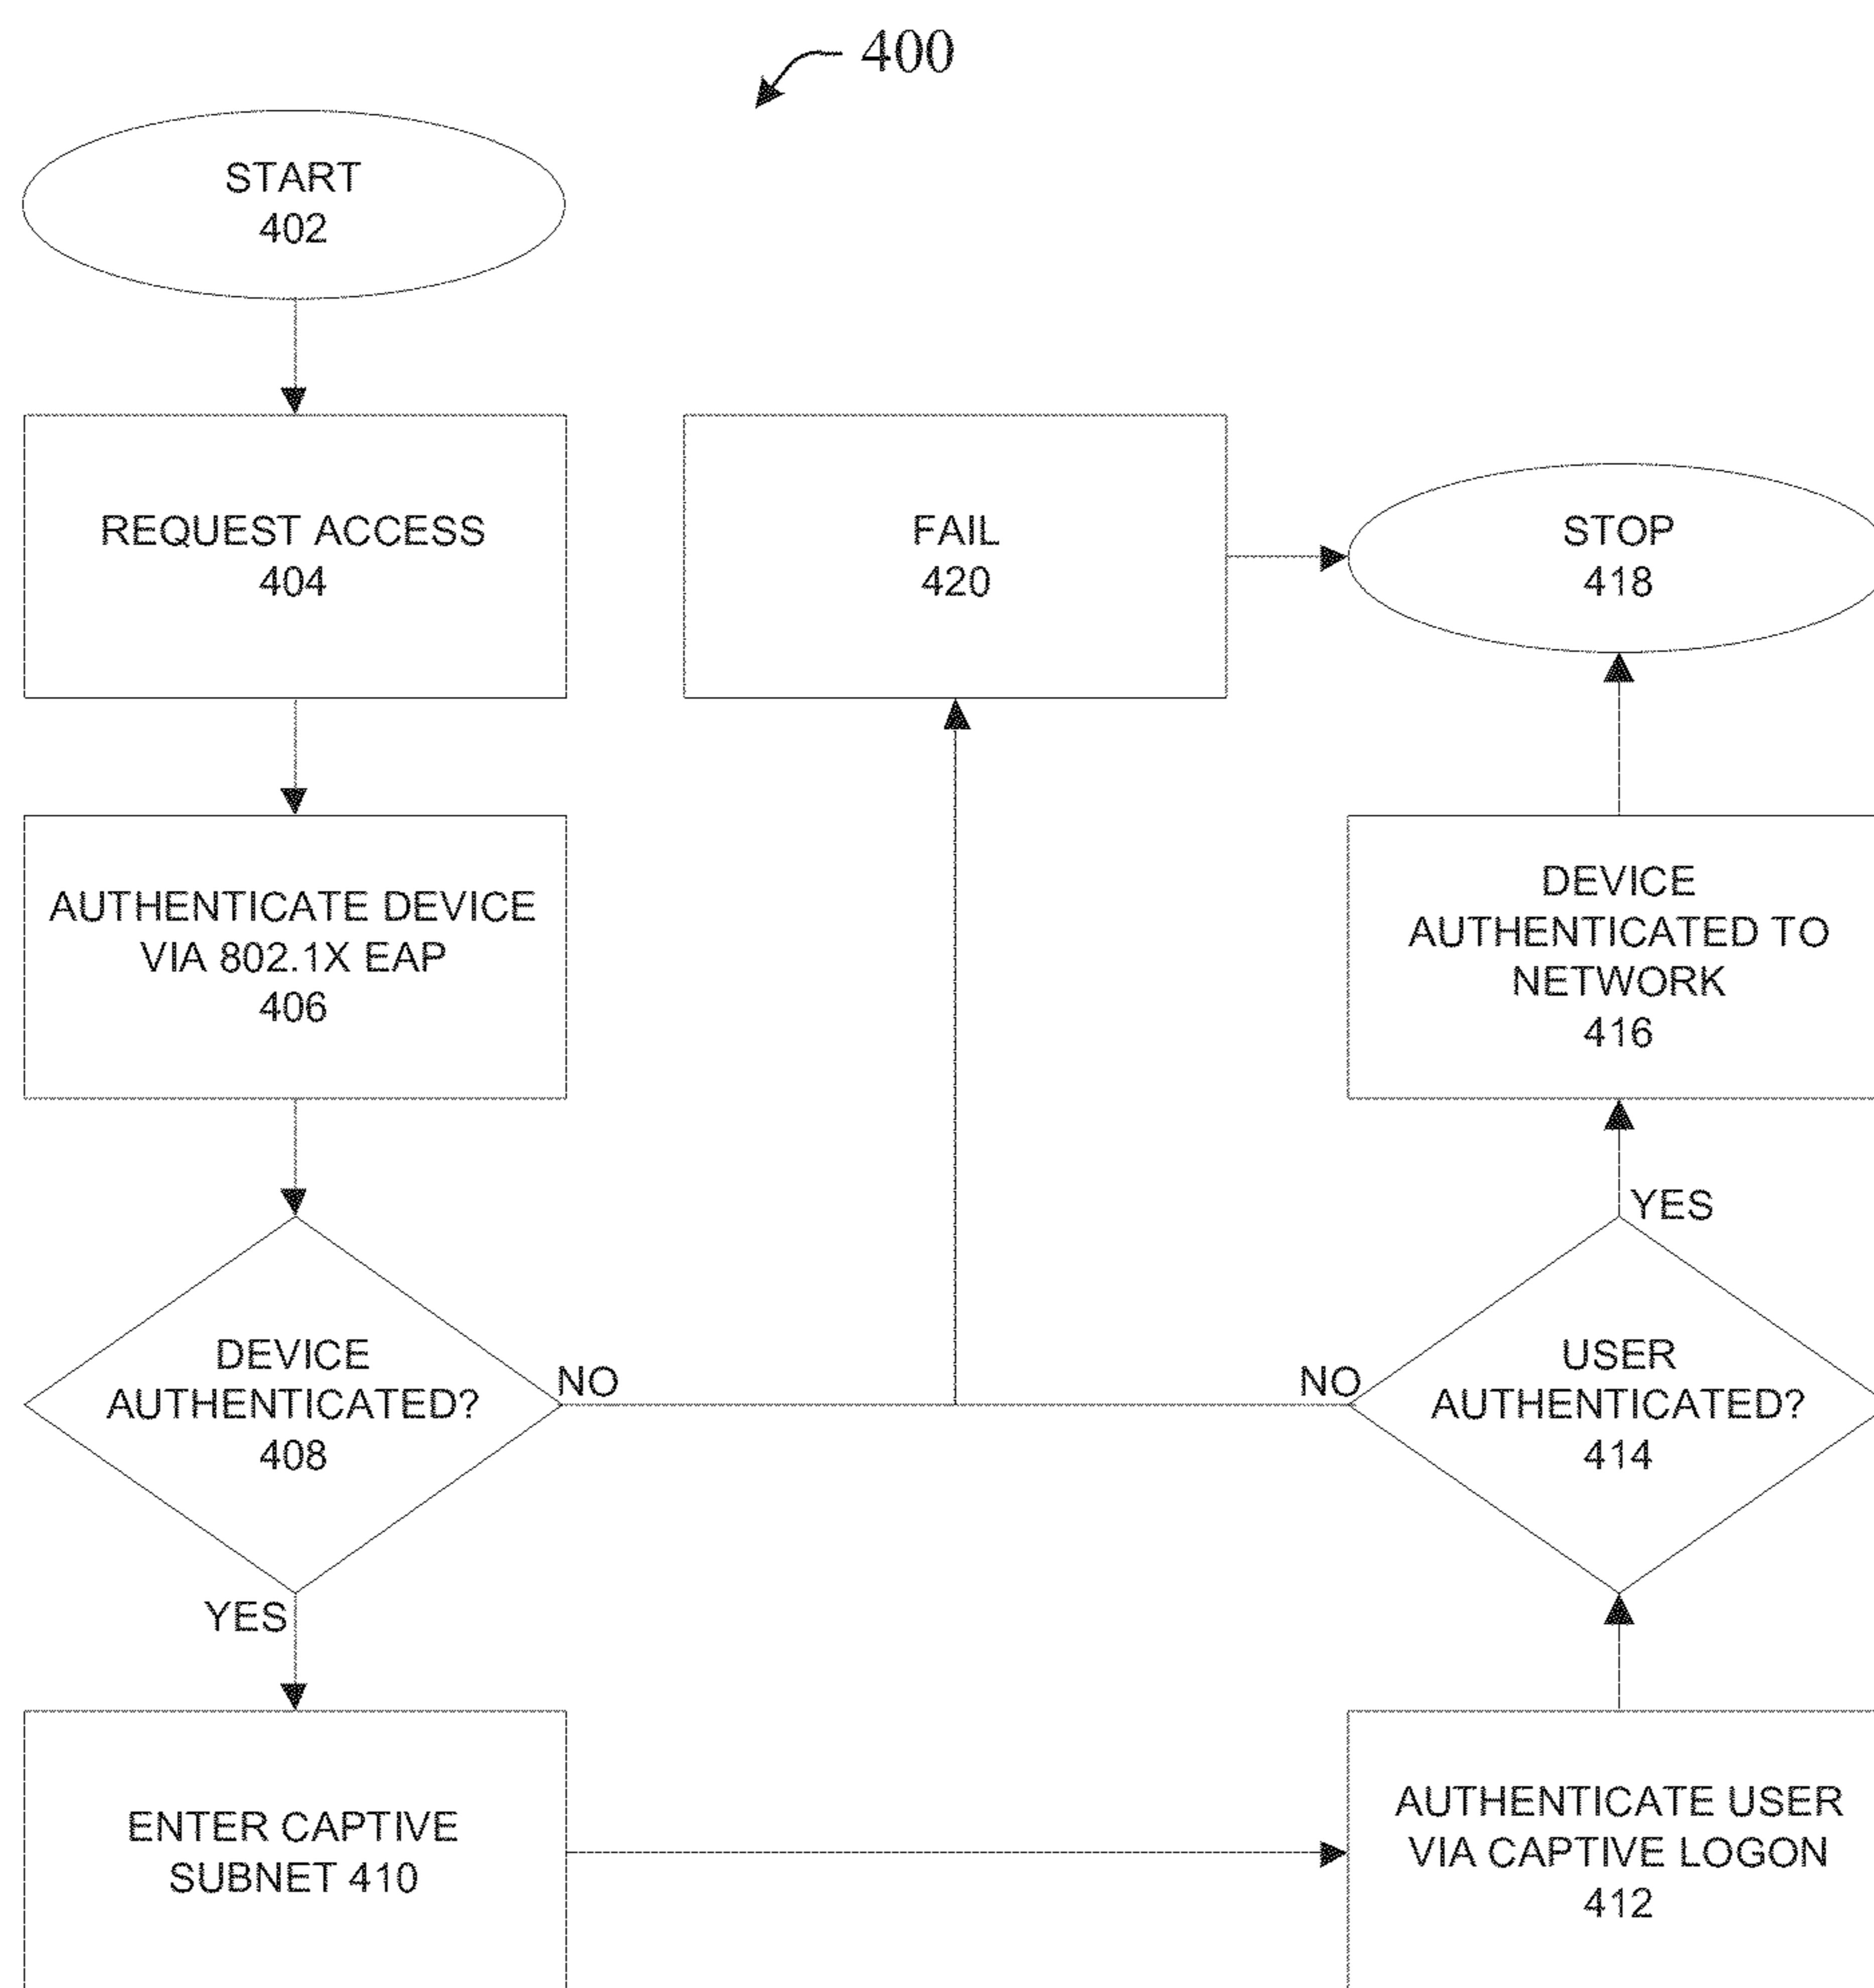 400
START
402
REQUEST ACCESS
404
FAIL
420
STOP
418
AUTHENTICATE DEVICE
VIA 802.1X EAP
406
DEVICE
AUTHENTICATED TO
NETWORK
416
YES
DEVICE
AUTHENTICATED?
408
NO
NO
USER
AUTHENTICATED?
414
YES
ENTER CAPTIVE
SUBNET 410
AUTHENTICATE USER
VIA CAPTIVE LOGON
412